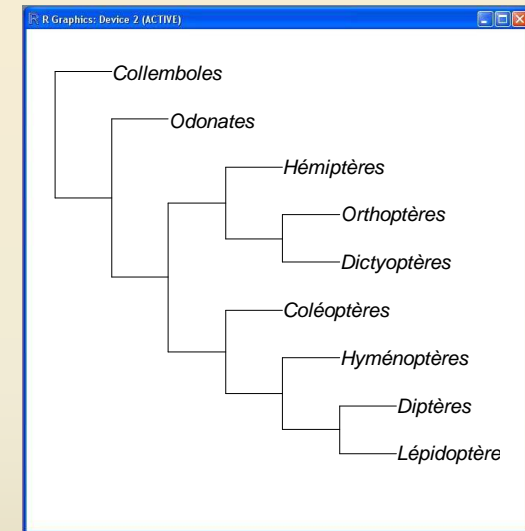 R Graphics: Device 2 (ACTIVE)
Collemboles
Odonates
Hémiptères
Orthoptères
Dictyoptères
Coléoptères
Hyménoptères
Diptères
Lépidoptère